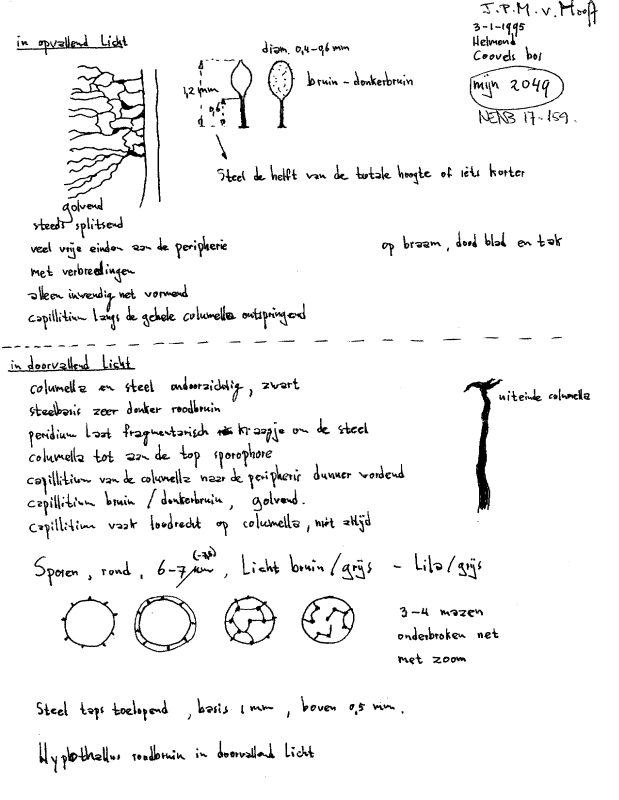 J.P.M. v. Hooff
3-1-1995
Helmond
Coovels bos
mijn 2049
NENB 17-159.
in opvallend Licht
diam. 0,4-0,6 mm
1,2 mm
0,6
bruin - donkerbruin
Steel de helft van de totale hoogte of iets korter
golvend
steeds splitsend
veel vrije einden aan de peripherie
op braam, dood blad en tak
met verbreedingen
alleen inwendig net vormend
capillitium langs de gehele columella ontspringend
in doorvallend Licht
columella en steel ondoorzichtig, zwart
uiteinde columella
steelbasis zeer donker roodbruin
peridium laat fragmentarisch kraagje om de steel
columella tot aan de top sporophore
capillitium van de columella naar de peripherie dunner wordend
capillitium bruin / donkerbruin, golvend.
capillitium vaak loodrecht op columella, niet altijd
Sporen, rond, 6-7 µm, Licht bruin/grijs - Lila/grijs
3-4 mazen
onderbroken net
met zoom
Steel taps toelopend, basis 1 mm, boven 0,5 mm.
Hypothallus roodbruin in doorvallend Licht